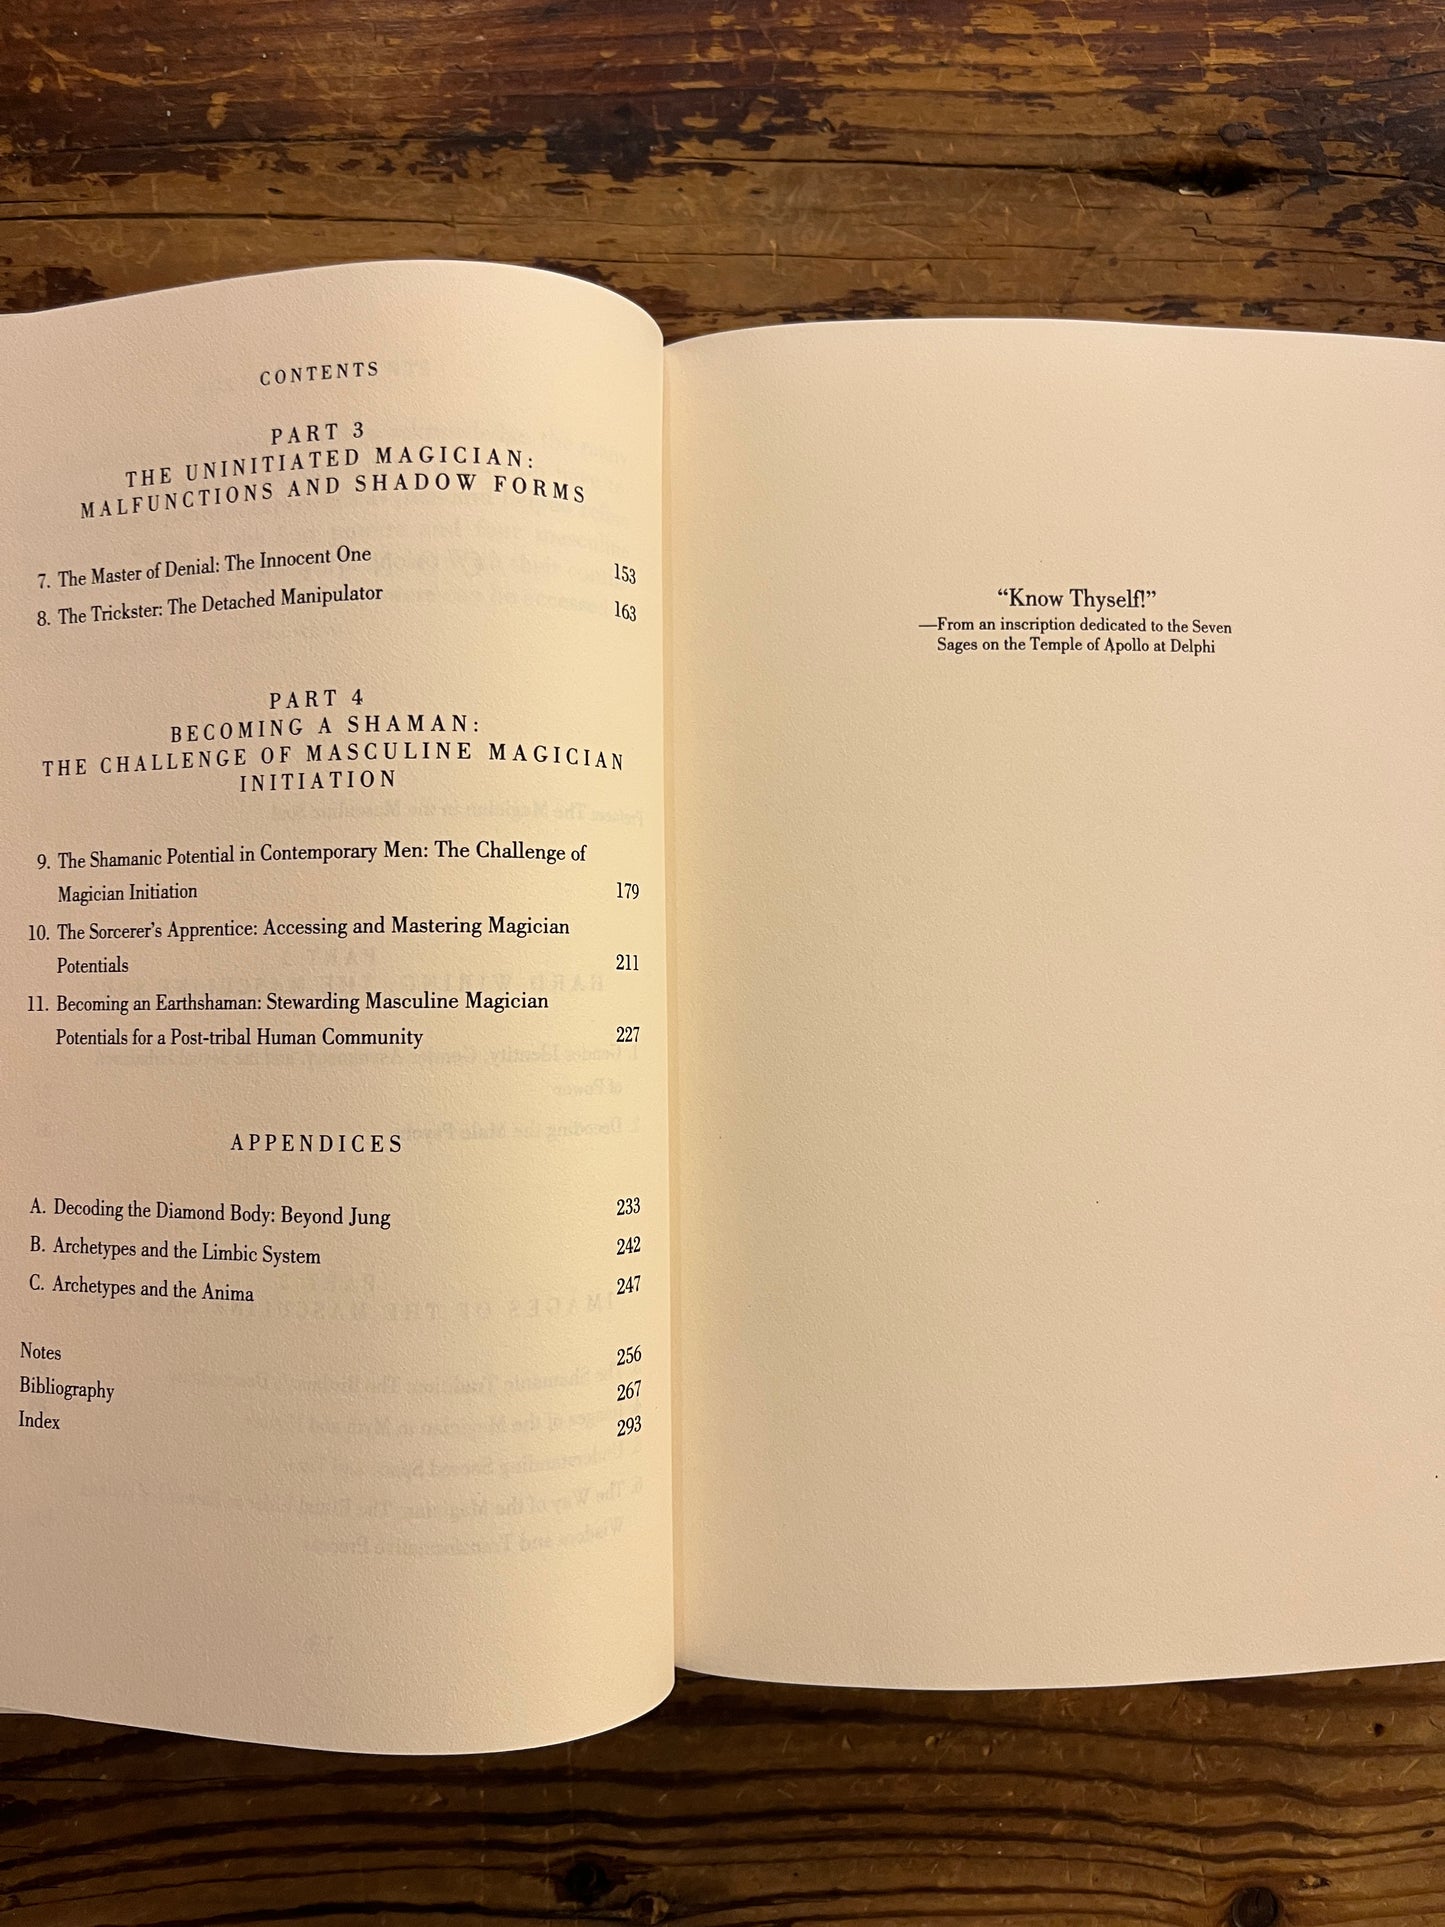 CONTENTS
PART 3
THE UNINITIATED MAGICIAN:
MALFUNCTIONS AND SHADOW FORMS
7. The Master of Denial: The Innocent One 153
8. The Trickster: The Detached Manipulator 163
PART 4
BECOMING A SHAMAN:
THE CHALLENGE OF MASCULINE MAGICIAN
INITIATION
9. The Shamanic Potential in Contemporary Men: The Challenge of
Magician Initiation 179
10. The Sorcerer's Apprentice: Accessing and Mastering Magician
Potentials 211
11. Becoming an Earthshaman: Stewarding Masculine Magician
Potentials for a Post-tribal Human Community 227
APPENDICES
A. Decoding the Diamond Body: Beyond Jung 233
B. Archetypes and the Limbic System 242
C. Archetypes and the Anima 247
Notes 256
Bibliography 267
Index 293
“Know Thyself!”
—From an inscription dedicated to the Seven
Sages on the Temple of Apollo at Delphi